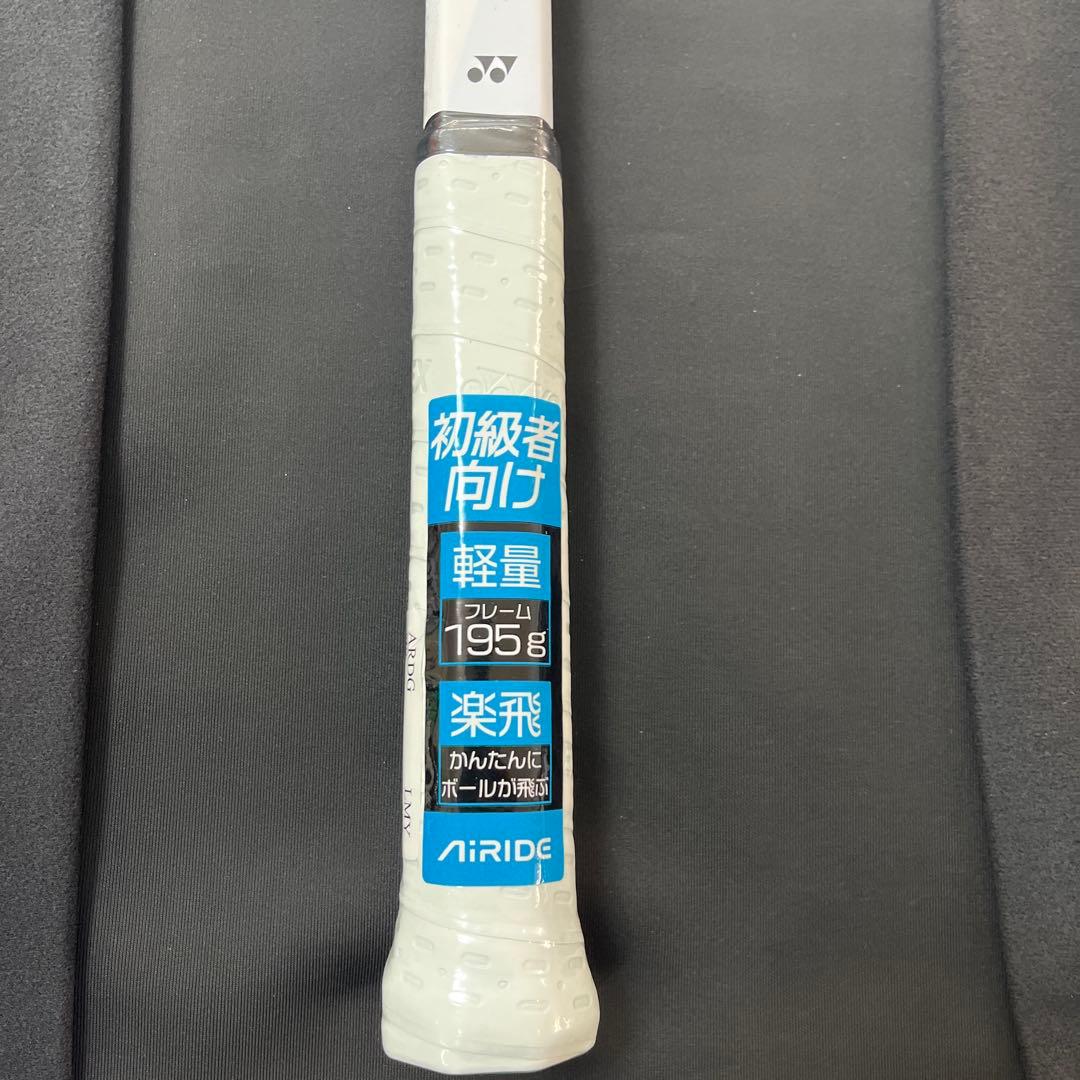 初級者
向け
軽量
フレーム
195g
楽飛
かんたんに
ボールが飛ぶ
AiRIDE
ARDG